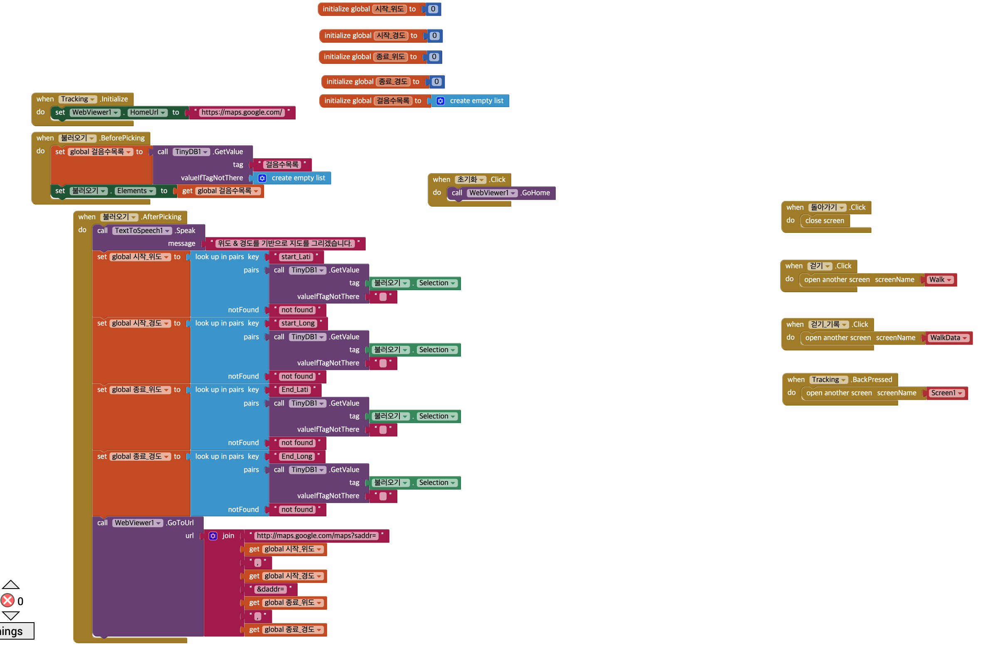 initialize global 시작_위도 to 0
initialize global 시작_경도 to 0
initialize global 종료_위도 to 0
initialize global 종료_경도 to 0
initialize global 걸음수목록 to create empty list
when Tracking .Initialize
do set WebViewer1 . HomeUrl to “ https://maps.google.com/ ”
when 불러오기 .BeforePicking
do set global 걸음수목록 to call TinyDB1 .GetValue
tag “ 걸음수목록 ”
valueIfTagNotThere create empty list
set 불러오기 . Elements to get global 걸음수목록
when 초기화 .Click
do call WebViewer1 .GoHome
when 불러오기 .AfterPicking
do call TextToSpeech1 .Speak
message “ 위도 & 경도를 기반으로 지도를 그리겠습니다. ”
set global 시작_위도 to look up in pairs key “ start_Lati ”
pairs call TinyDB1 .GetValue
tag 불러오기 . Selection
valueIfTagNotThere “ ”
notFound “ not found ”
set global 시작_경도 to look up in pairs key “ start_Long ”
pairs call TinyDB1 .GetValue
tag 불러오기 . Selection
valueIfTagNotThere “ ”
notFound “ not found ”
set global 종료_위도 to look up in pairs key “ End_Lati ”
pairs call TinyDB1 .GetValue
tag 불러오기 . Selection
valueIfTagNotThere “ ”
notFound “ not found ”
set global 종료_경도 to look up in pairs key “ End_Long ”
pairs call TinyDB1 .GetValue
tag 불러오기 . Selection
valueIfTagNotThere “ ”
notFound “ not found ”
call WebViewer1 .GoToUrl
url join “ http://maps.google.com/maps?saddr= ”
get global 시작_위도
“ , ”
get global 시작_경도
“ &daddr= ”
get global 종료_위도
“ , ”
get global 종료_경도
when 돌아가기 .Click
do close screen
when 걷기 .Click
do open another screen screenName Walk
when 걷기_기록 .Click
do open another screen screenName WalkData
when Tracking .BackPressed
do open another screen screenName Screen1
0
ings